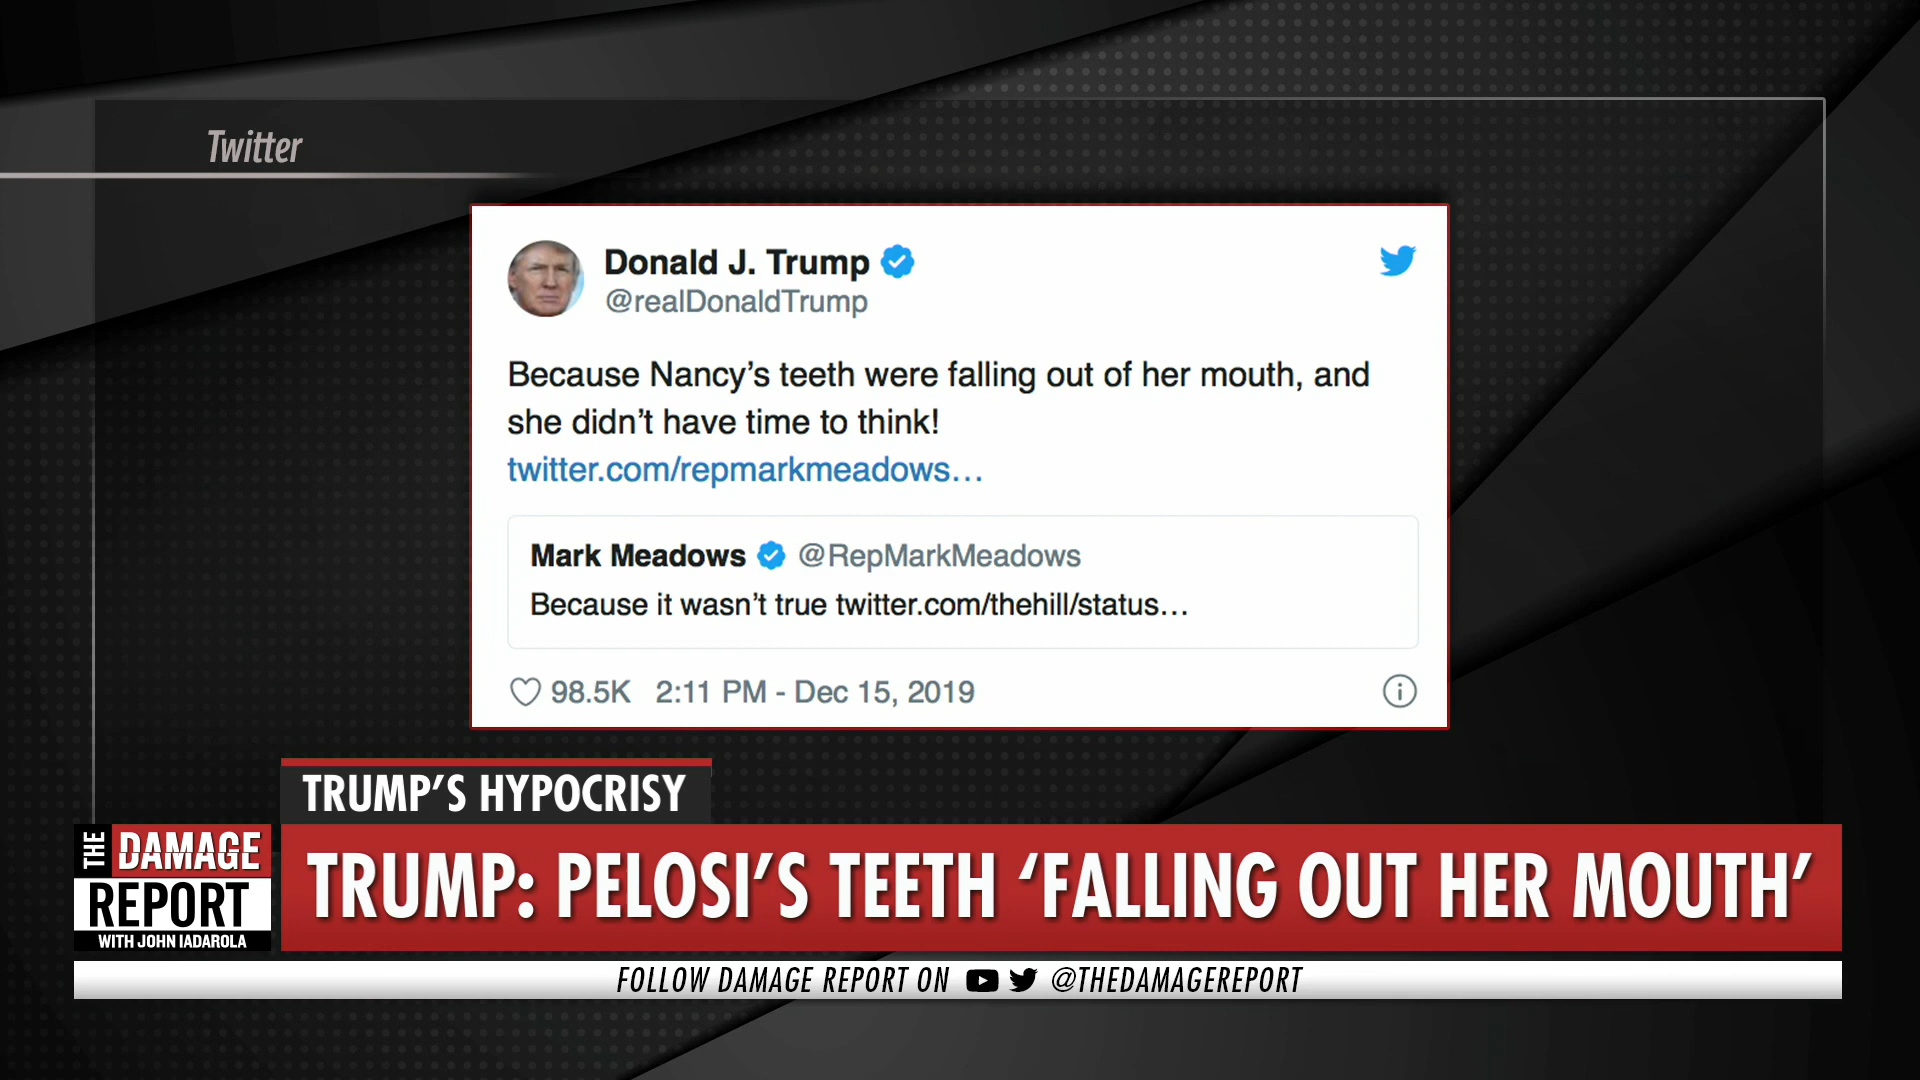 Twitter
Donald J. Trump
@realDonaldTrump
Because Nancy’s teeth were falling out of her mouth, and
she didn’t have time to think!
twitter.com/repmarkmeadows…
Mark Meadows @RepMarkMeadows
Because it wasn’t true twitter.com/thehill/status…
98.5K 2:11 PM - Dec 15, 2019
TRUMP’S HYPOCRISY
TRUMP: PELOSI’S TEETH ‘FALLING OUT HER MOUTH’
THE DAMAGE
REPORT
WITH JOHN IADAROLA
FOLLOW DAMAGE REPORT ON @THEDAMAGEREPORT